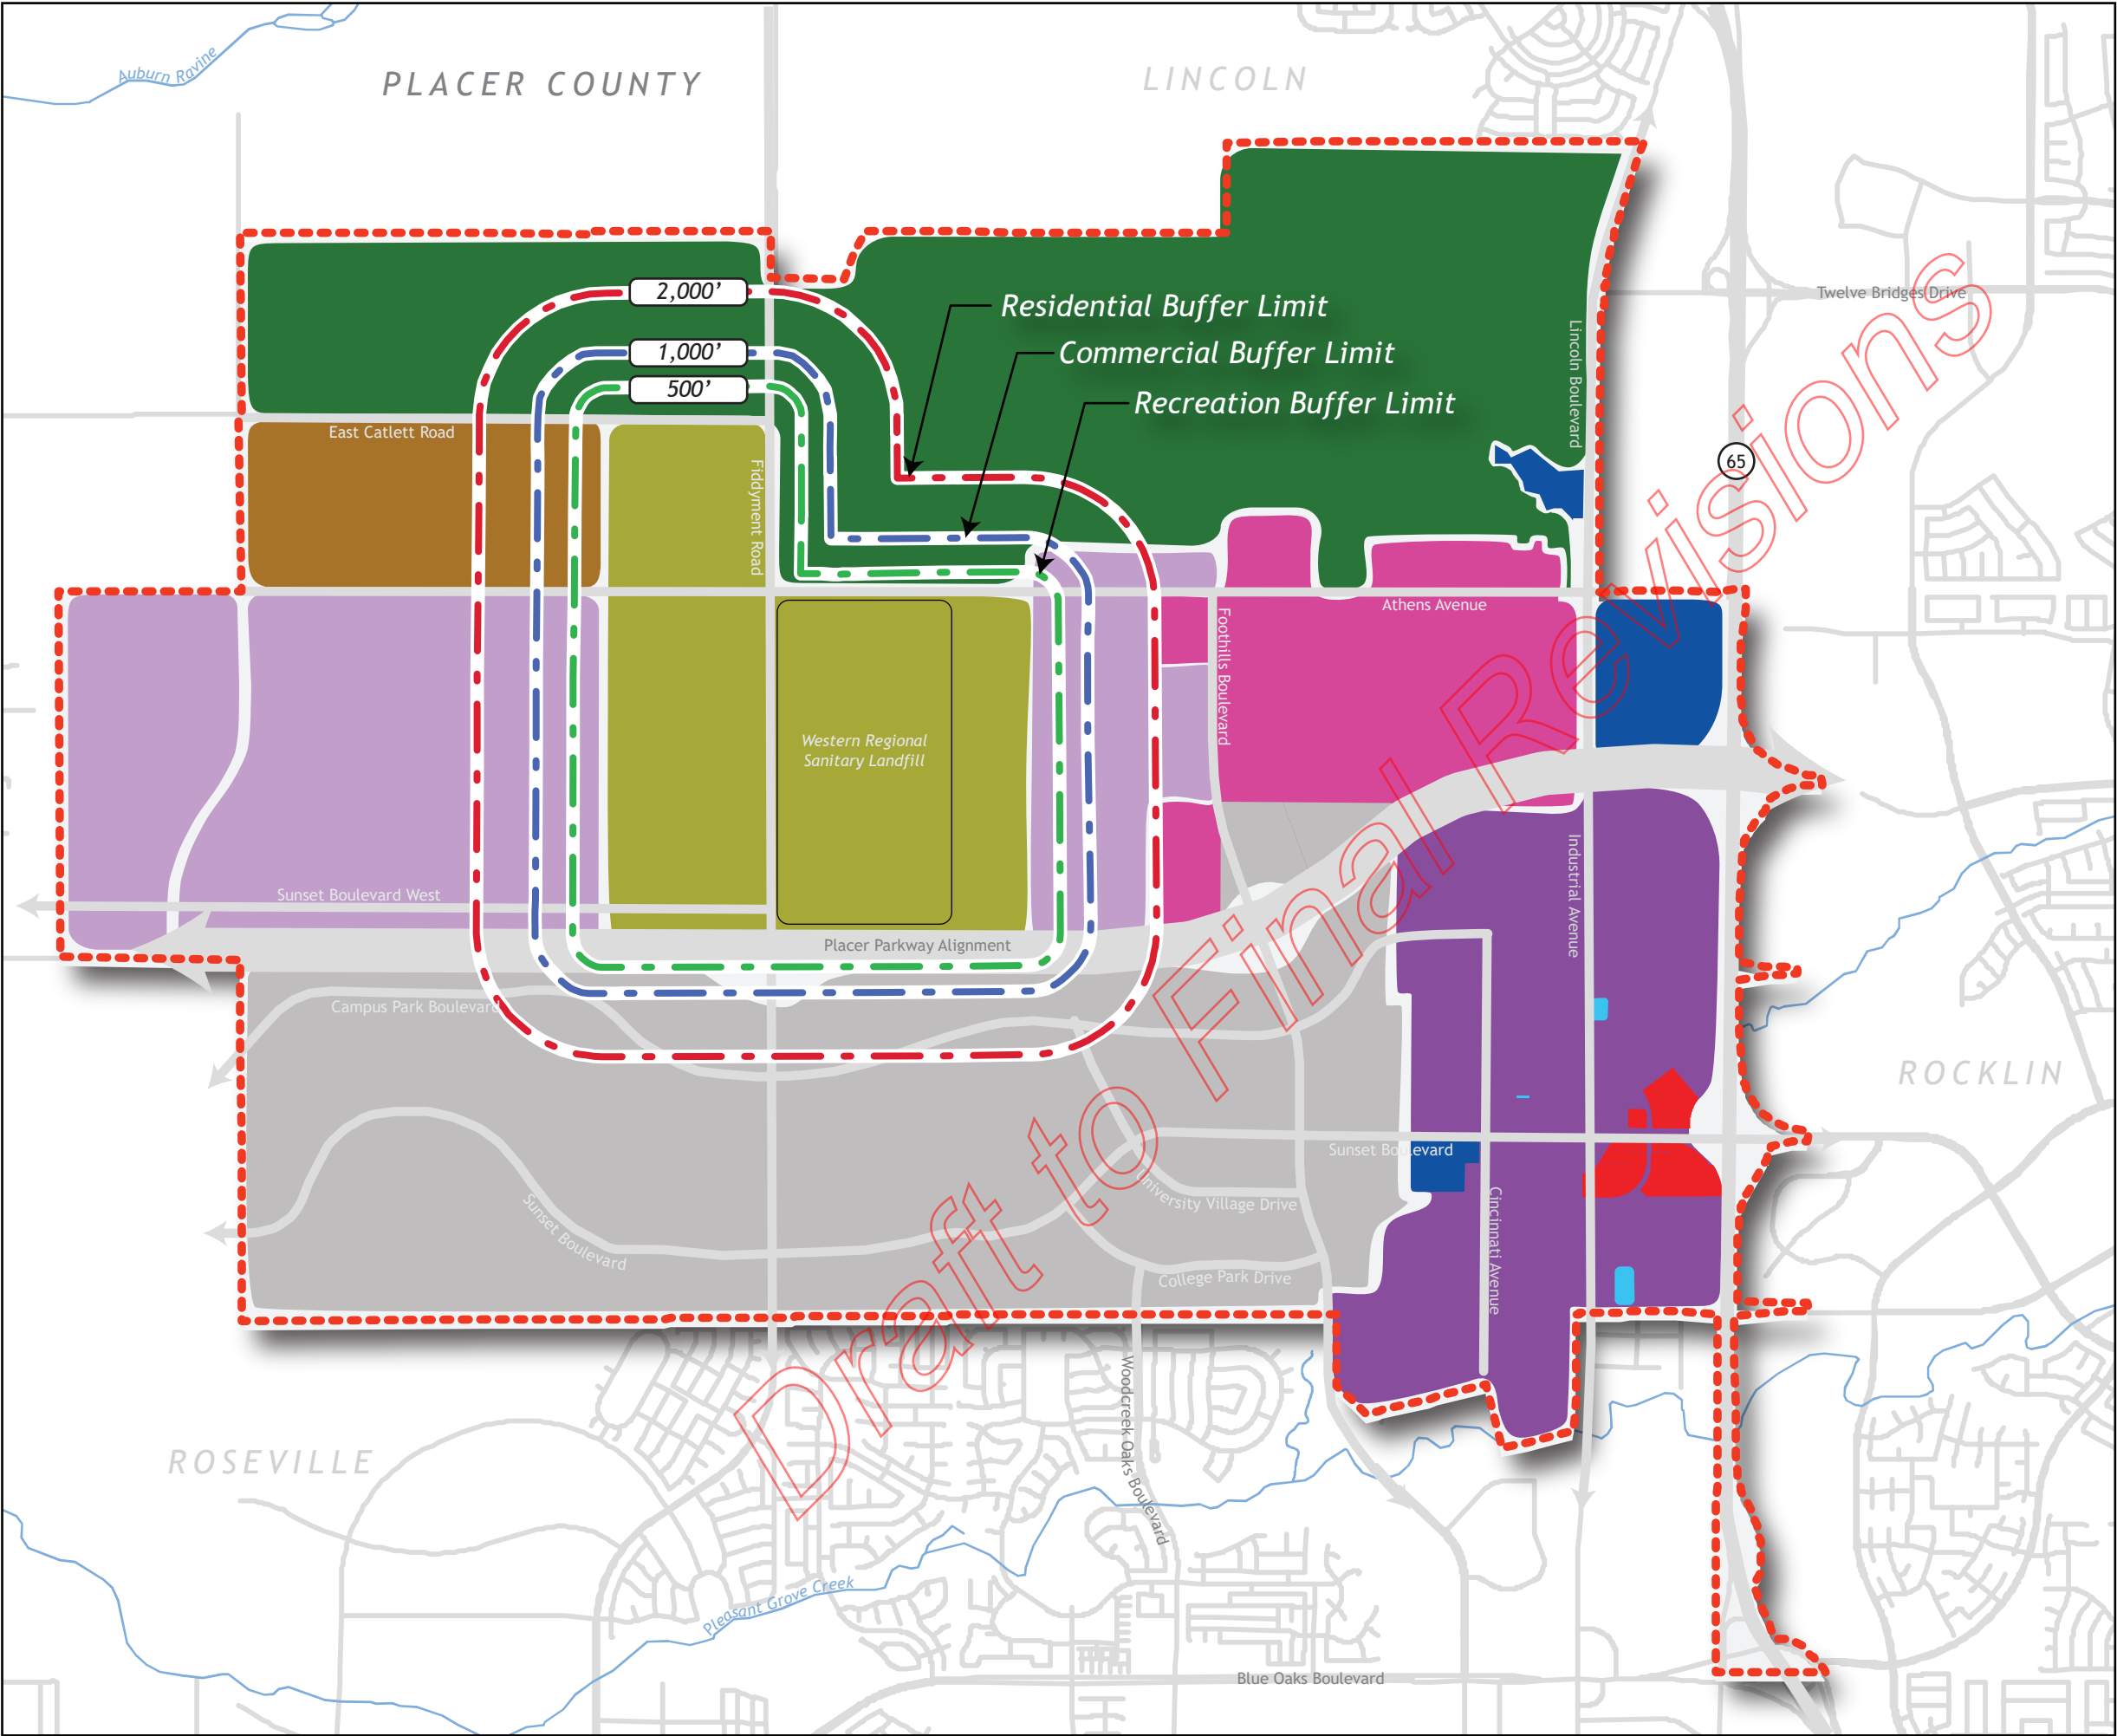 Auburn Ravine
PLACER COUNTY
LINCOLN
2,000’
1,000’
500’
Residential Buffer Limit
Commercial Buffer Limit
Recreation Buffer Limit
Twelve Bridges Drive
Lincoln Boulevard
65
East Catlett Road
Fiddyment Road
Athens Avenue
Foothills Boulevard
Western Regional
Sanitary Landfill
Sunset Boulevard West
Placer Parkway Alignment
Industrial Avenue
Campus Park Boulevard
ROCKLIN
Sunset Boulevard
University Village Drive
Sunset Boulevard
College Park Drive
Cincinnati Avenue
Woodcreek Oaks Boulevard
ROSEVILLE
Pleasant Grove Creek
Blue Oaks Boulevard
Draft to Final Revisions